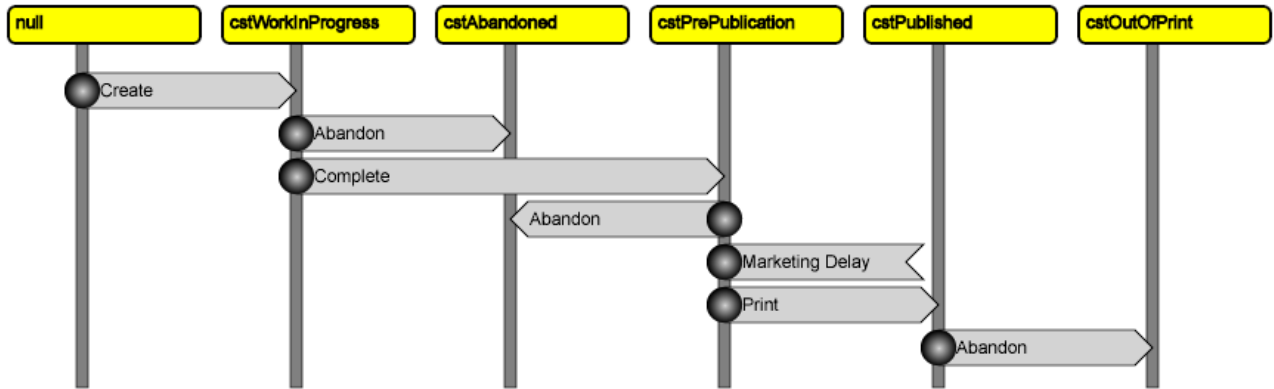 null
cstWorkInProgress
cstAbandoned
cstPrePublication
cstPublished
cstOutOfPrint
Create
Abandon
Complete
Abandon
Marketing Delay
Print
Abandon